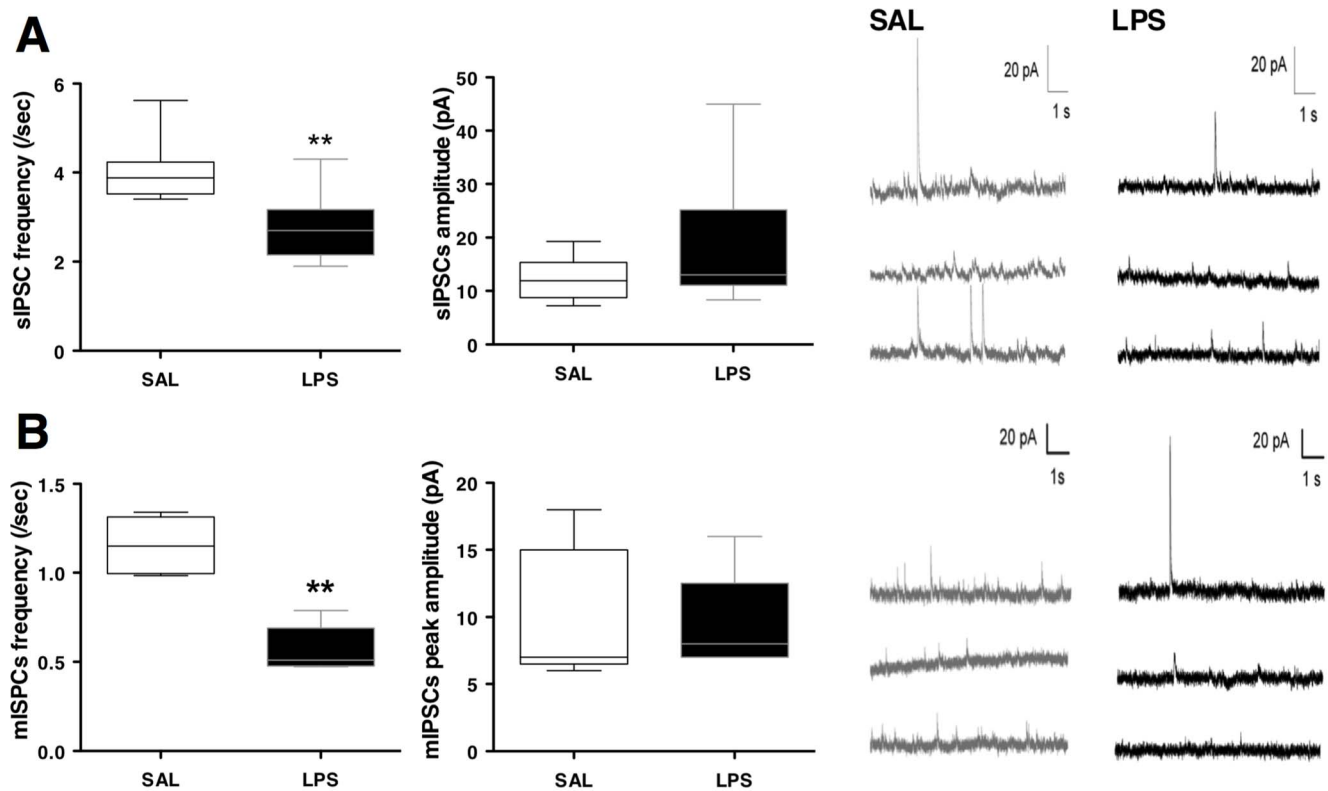 A
SAL
LPS
sIPSC frequency (/sec)
6
4
2
0
SAL
LPS
**
sIPSCs amplitude (pA)
50
40
30
20
10
0
SAL
LPS
20 pA
1 s
20 pA
1 s
B
mISPCs frequency (/sec)
1.5
1.0
0.5
0.0
SAL
LPS
**
mIPSCs peak amplitude (pA)
20
15
10
5
0
SAL
LPS
20 pA
1s
20 pA
1 s